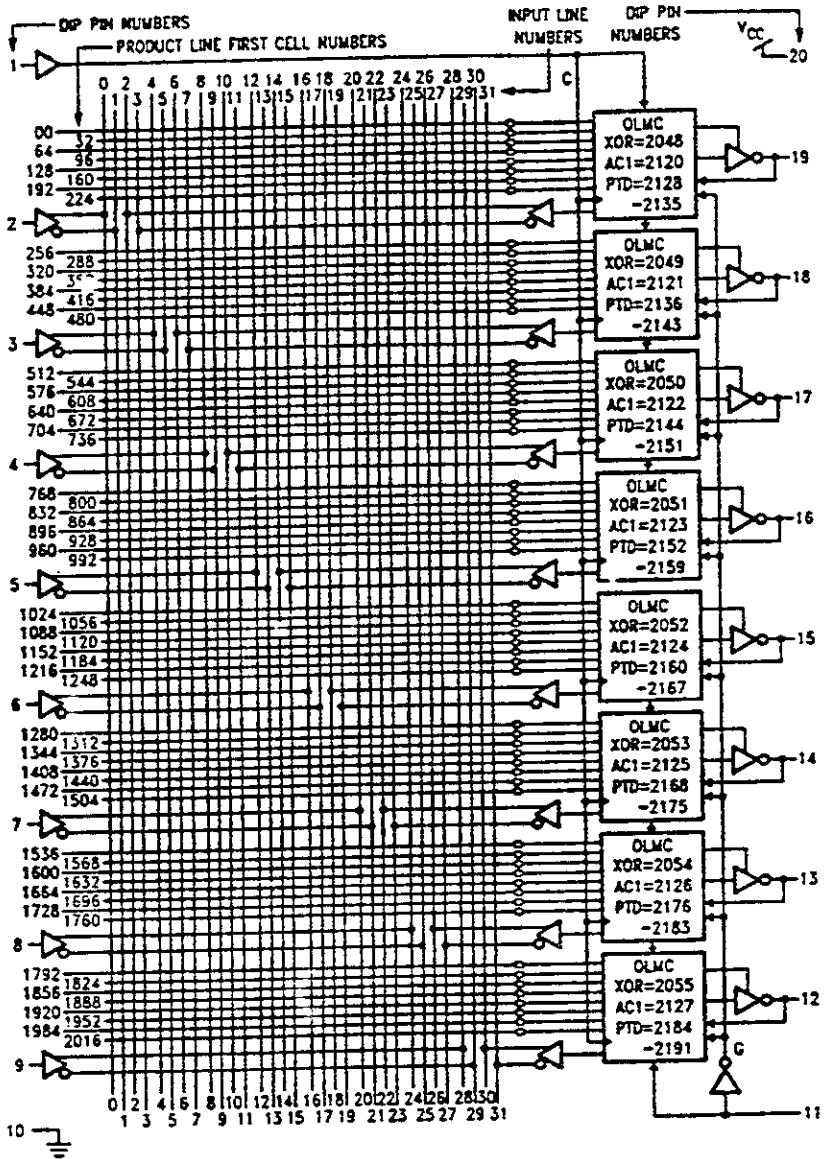 DIP PIN NUMBERS
PRODUCT LINE FIRST CELL NUMBERS
INPUT LINE NUMBERS
DIP PIN NUMBERS
VCC
20
1
0 2 4 6 8 10 12 14 16 18 20 22 24 26 28 30
1 3 5 7 9 11 13 15 17 19 21 23 25 27 29 31
C
00
32
64
96
128
160
192
224
OLMC
XOR=2048
AC1=2120
PTD=2128
-2135
19
2
256
288
320
384
416
448
480
OLMC
XOR=2049
AC1=2121
PTD=2136
-2143
18
3
512
544
576
608
640
672
704
736
OLMC
XOR=2050
AC1=2122
PTD=2144
-2151
17
4
768
800
832
864
896
928
960
992
OLMC
XOR=2051
AC1=2123
PTD=2152
-2159
16
5
1024
1056
1088
1120
1152
1184
1216
1248
OLMC
XOR=2052
AC1=2124
PTD=2160
-2167
15
6
1280
1312
1344
1376
1408
1440
1472
1504
OLMC
XOR=2053
AC1=2125
PTD=2168
-2175
14
7
1536
1568
1600
1632
1664
1696
1728
1760
OLMC
XOR=2054
AC1=2126
PTD=2176
-2183
13
8
1792
1824
1856
1888
1920
1952
1984
2016
OLMC
XOR=2055
AC1=2127
PTD=2184
-2191
12
9
G
0 2 4 6 8 10 12 14 16 18 20 22 24 26 28 30
1 3 5 7 9 11 13 15 17 19 21 23 25 27 29 31
11
10